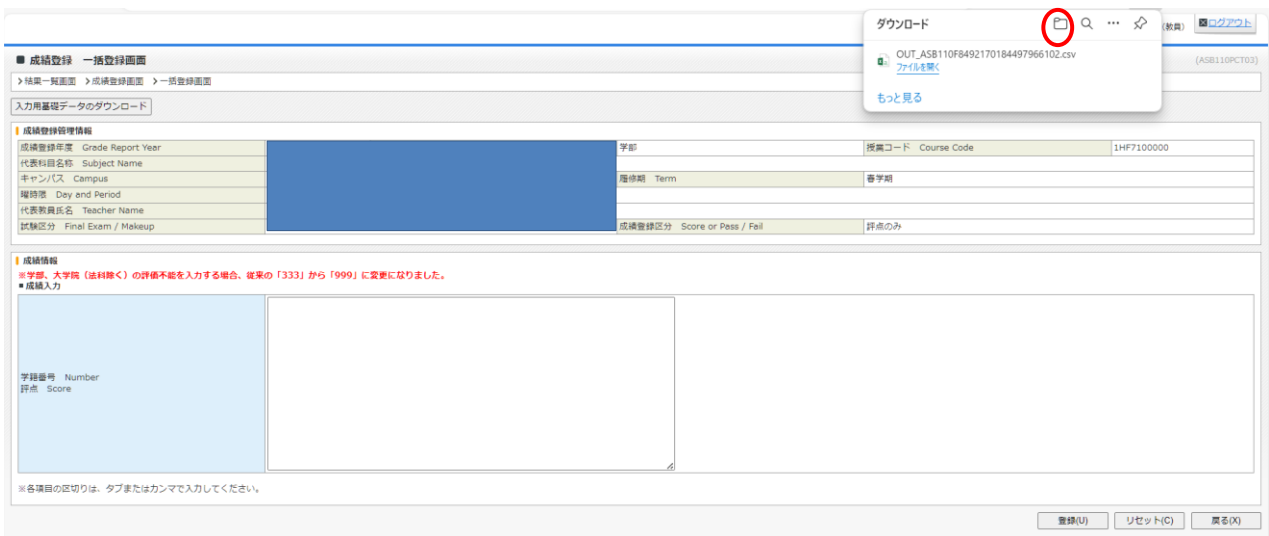 ダウンロード
(教員) ログアウト
OUT_ASB110F8492170184497966102.csv
ファイルを開く
もっと見る
■ 成績登録 一括登録画面
(ASB110PCT03)
>結果一覧画面 >成績登録画面 >一括登録画面
入力用基礎データのダウンロード
成績登録管理情報
成績登録年度 Grade Report Year 学部 授業コード Course Code 1HF7100000
代表科目名称 Subject Name
キャンパス Campus 履修期 Term 春学期
曜時限 Day and Period
代表教員氏名 Teacher Name
試験区分 Final Exam / Makeup 成績登録区分 Score or Pass / Fail 評点のみ
成績情報
※学部、大学院（法科除く）の評価不能を入力する場合、従来の「333」から「999」に変更になりました。
■成績入力
学籍番号 Number
評点 Score
※各項目の区切りは、タブまたはカンマで入力してください。
登録(U) リセット(C) 戻る(X)